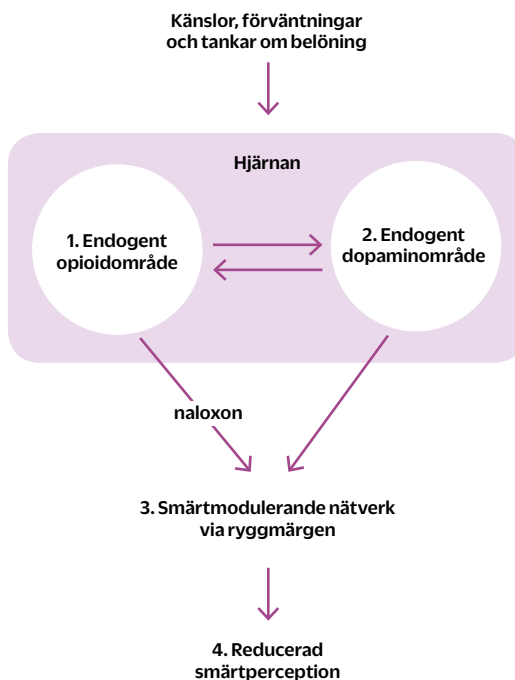 Känslor, förväntningar
och tankar om belöning
Hjärnan
1. Endogent
opioidområde
2. Endogent
dopaminområde
naloxon
3. Smärtmodulerande nätverk
via ryggmärgen
4. Reducerad
smärtperception